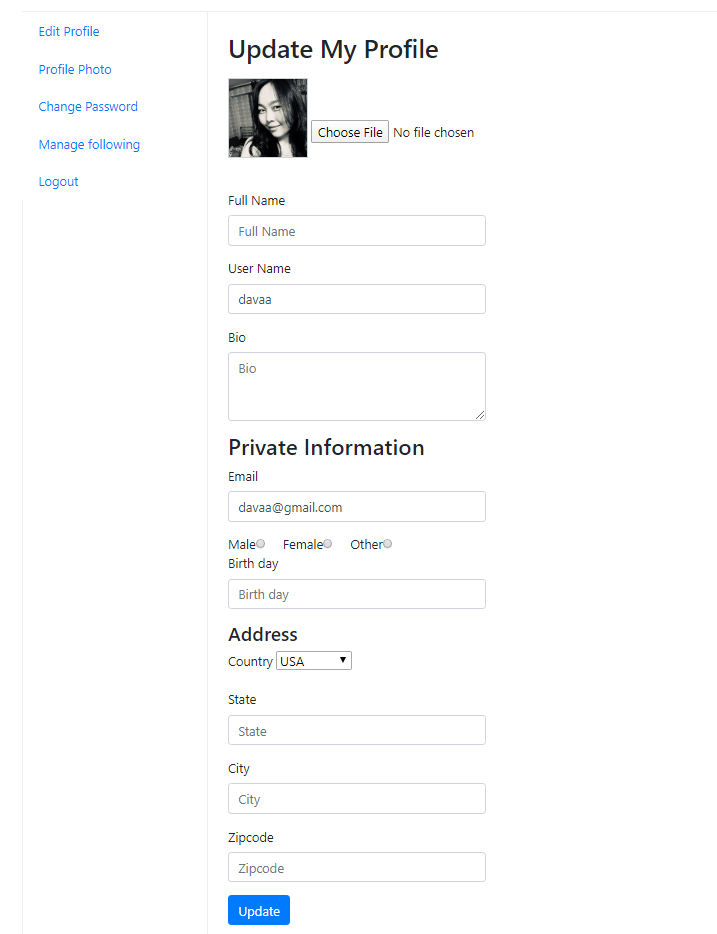 Edit Profile
Profile Photo
Change Password
Manage following
Logout
Update My Profile
Choose File No file chosen
Full Name
Full Name
User Name
davaa
Bio
Bio
Private Information
Email
davaa@gmail.com
Male Female Other
Birth day
Birth day
Address
Country USA
State
State
City
City
Zipcode
Zipcode
Update